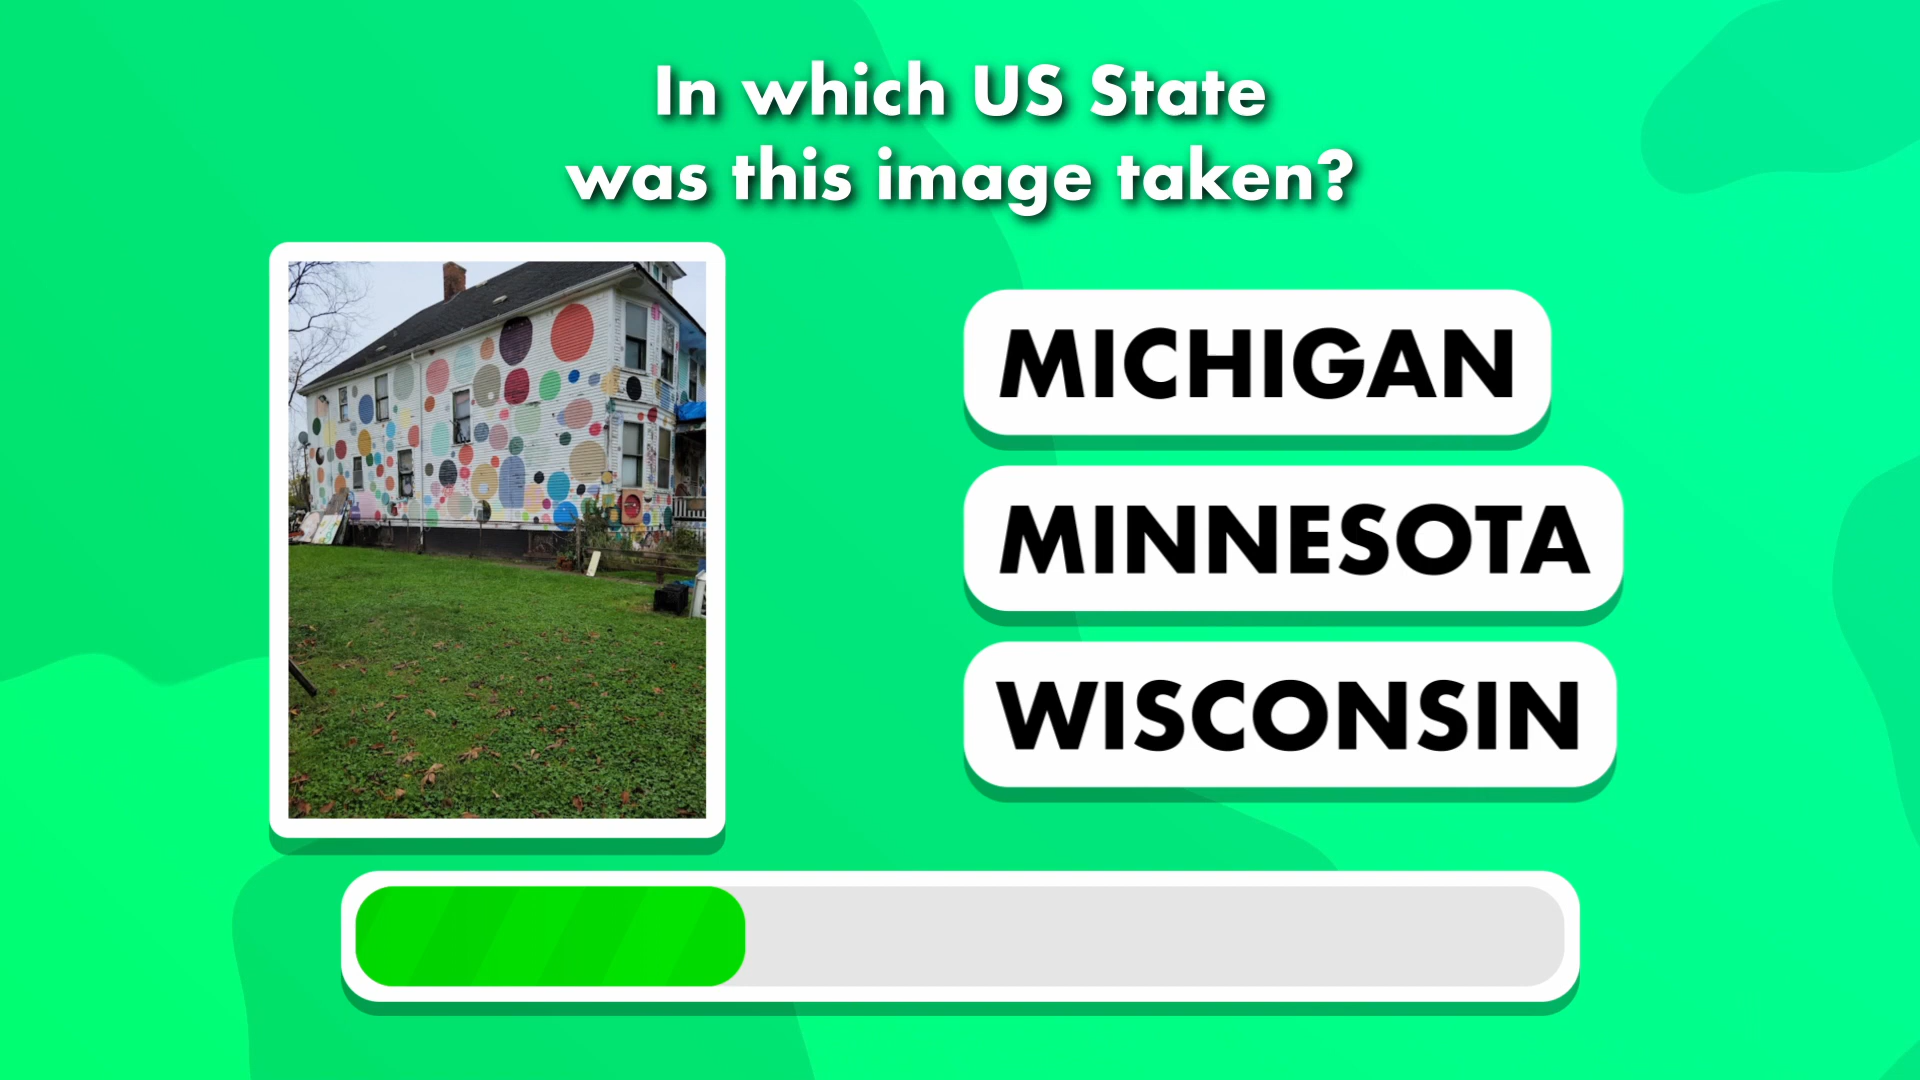 In which US State
was this image taken?
MICHIGAN
MINNESOTA
WISCONSIN